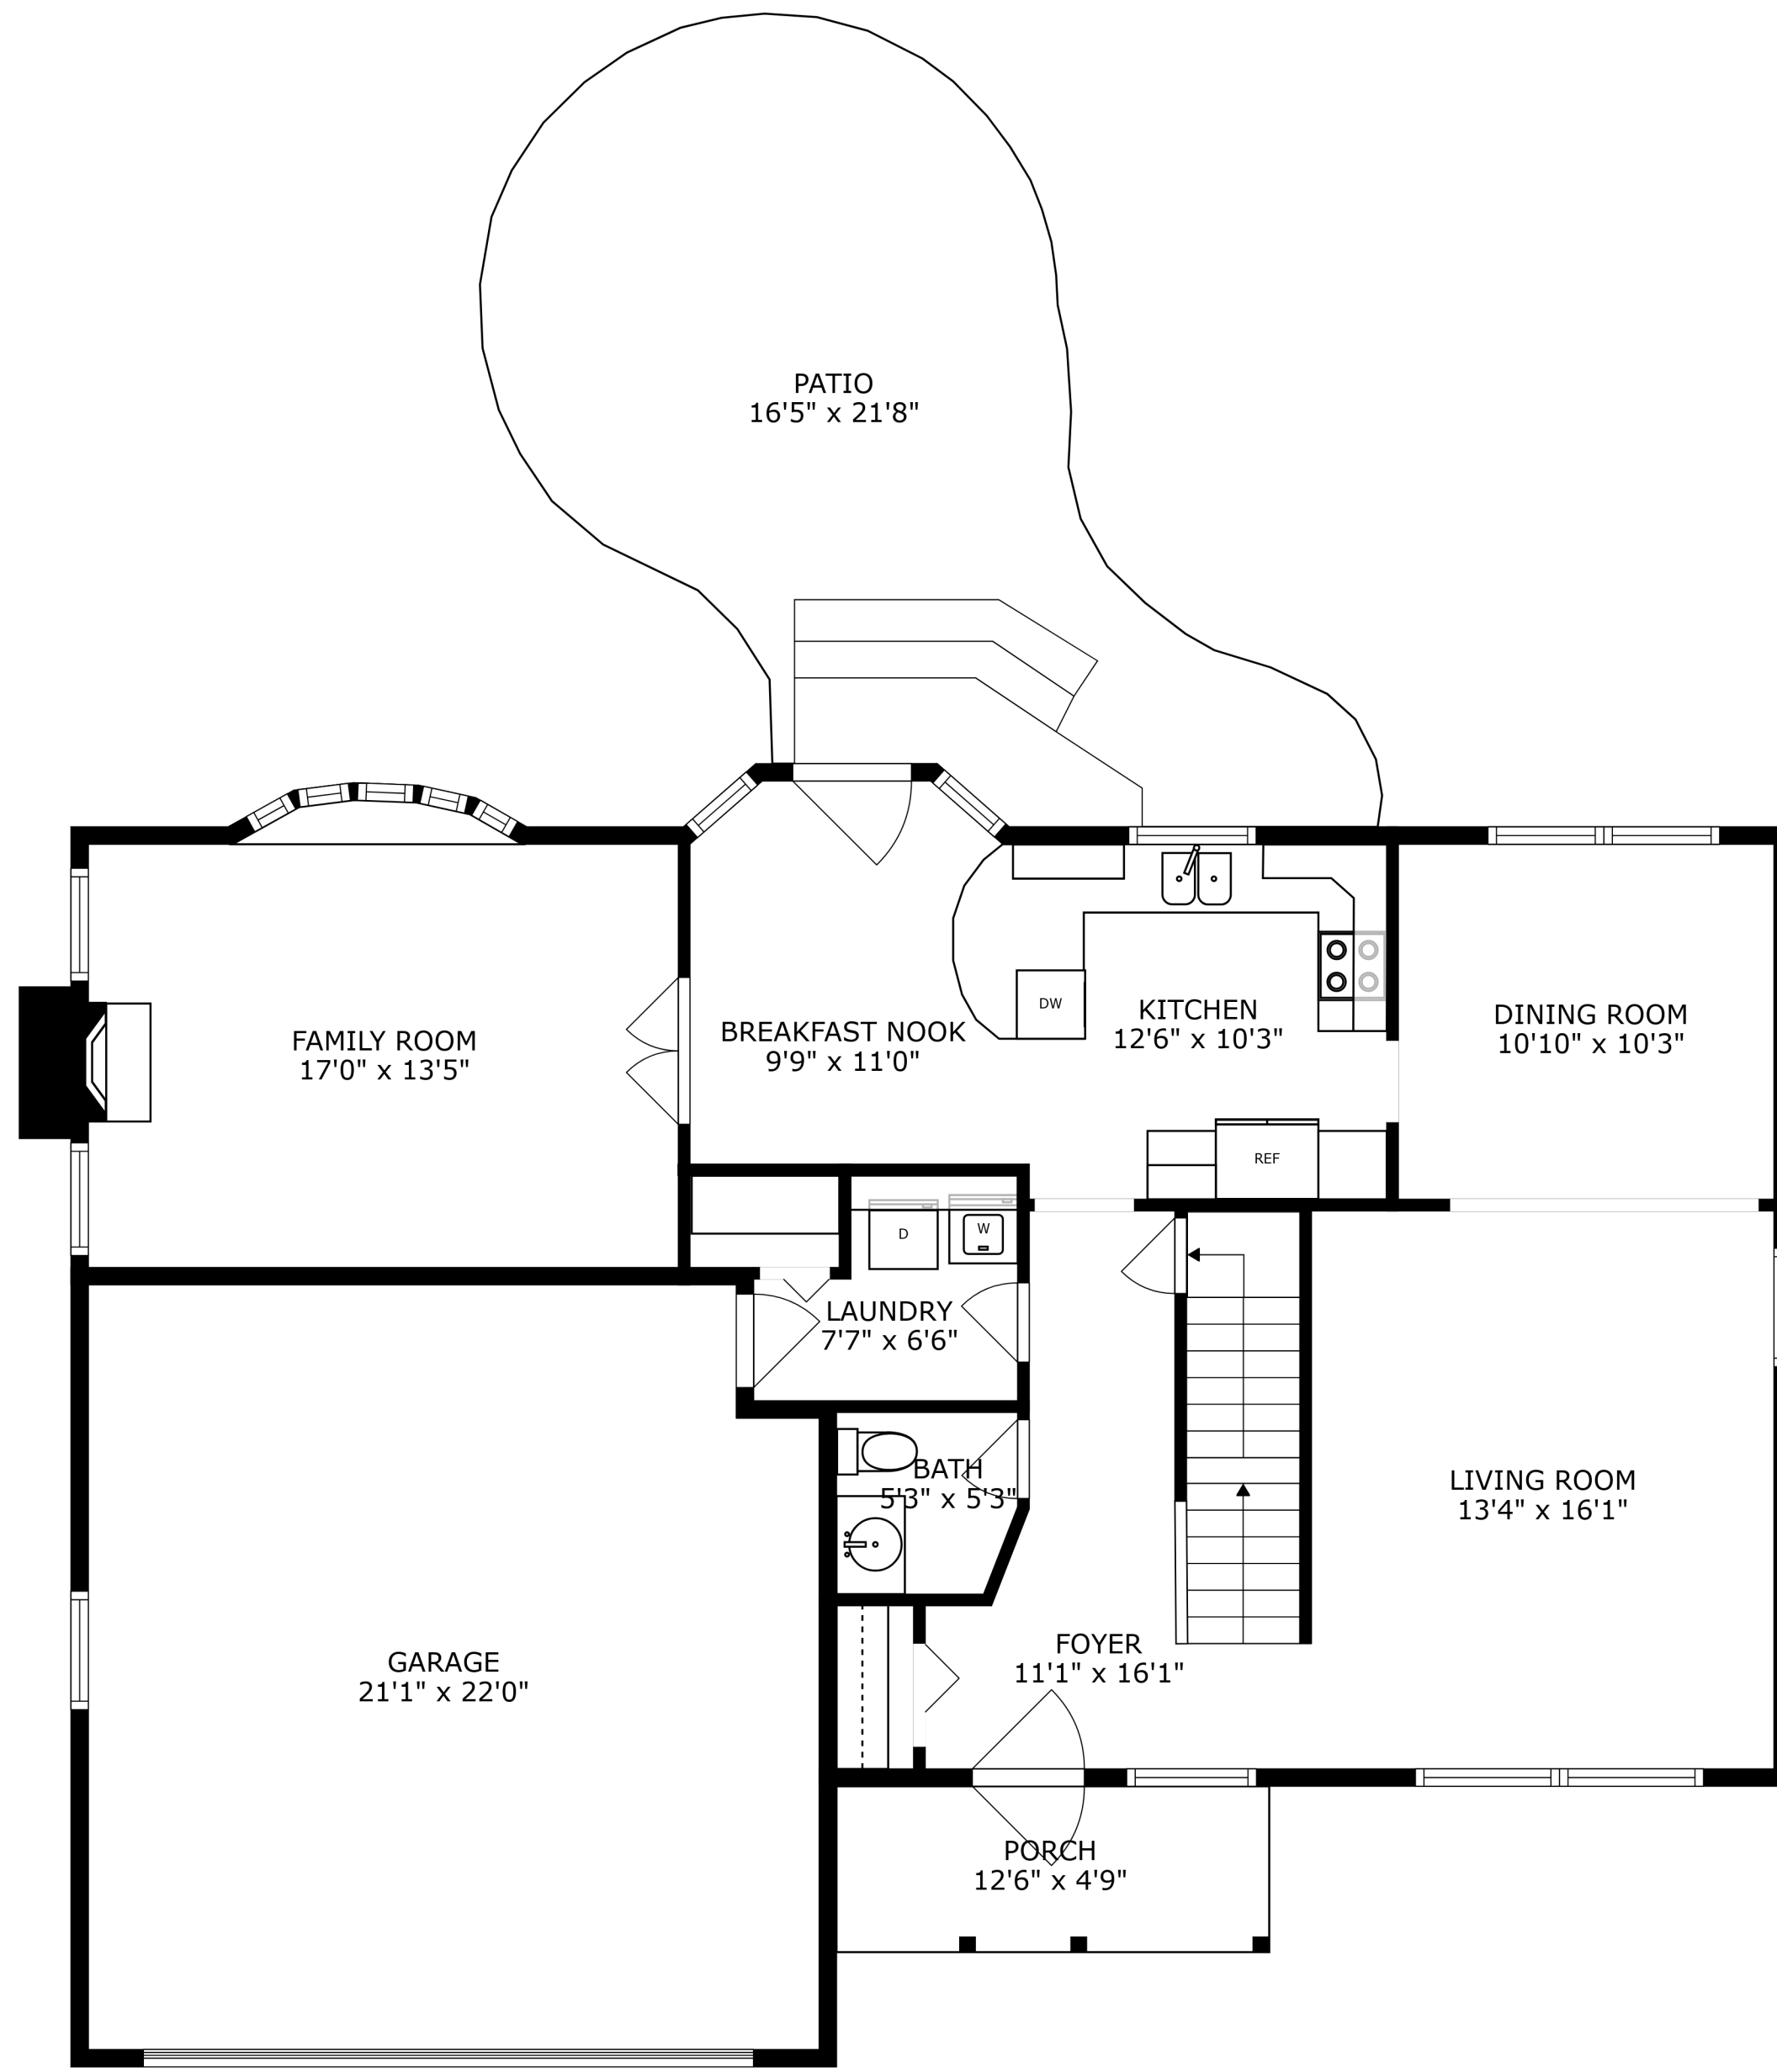 PATIO
16'5" x 21'8"
FAMILY ROOM
17'0" x 13'5"
BREAKFAST NOOK
9'9" x 11'0"
DW
KITCHEN
12'6" x 10'3"
DINING ROOM
10'10" x 10'3"
REF
D
W
LAUNDRY
7'7" x 6'6"
BATH
5'3" x 5'3"
LIVING ROOM
13'4" x 16'1"
FOYER
11'1" x 16'1"
GARAGE
21'1" x 22'0"
PORCH
12'6" x 4'9"